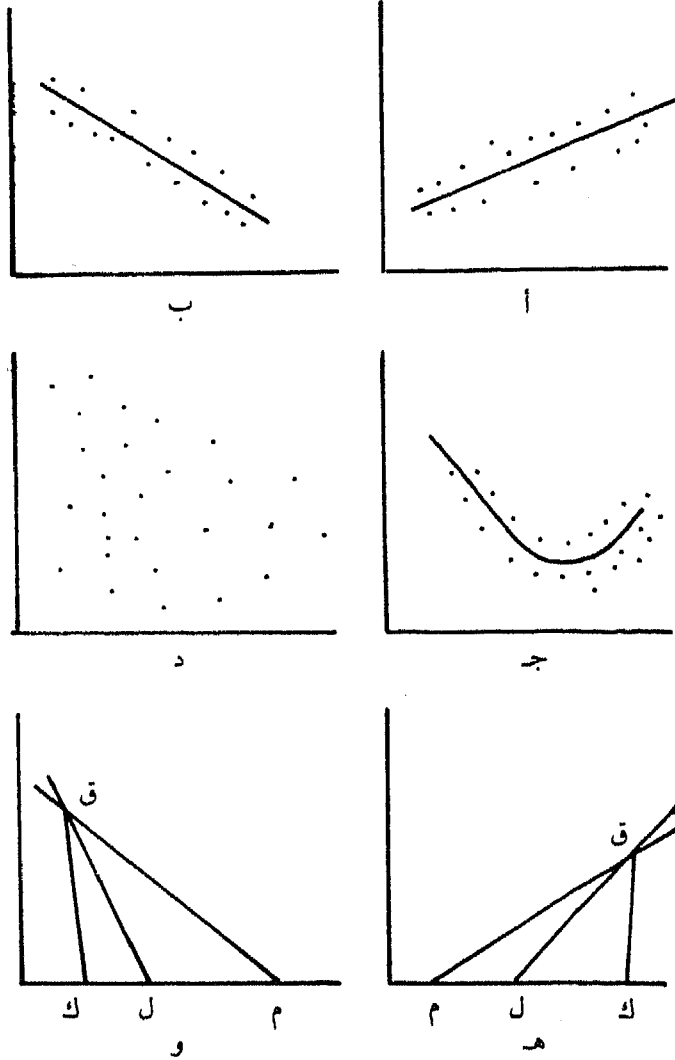 أ ب
جـ د
ق ق
م ل ك م ل ك
هـ و